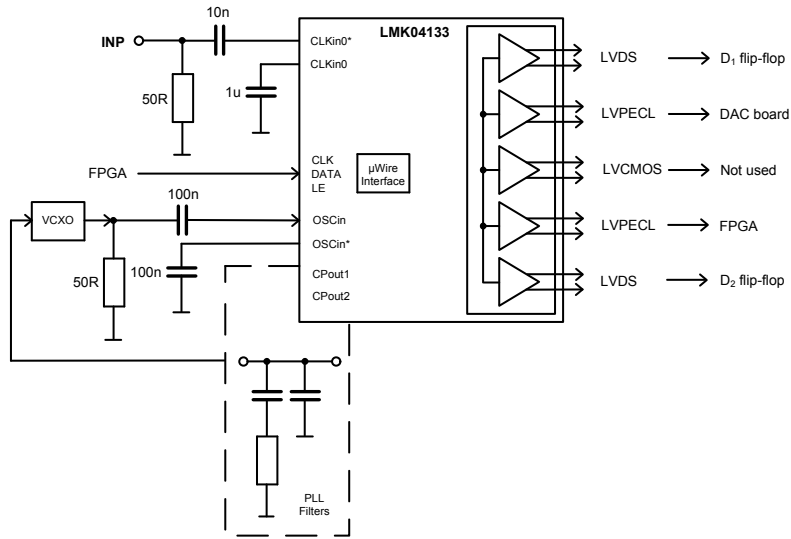 10n
LMK04133
INP
CLKin0*
CLKin0
50R
1u
LVDS
D1 flip-flop
LVPECL
DAC board
LVCMOS
Not used
LVPECL
FPGA
LVDS
D2 flip-flop
FPGA
CLK
DATA
LE
µWire
Interface
100n
VCXO
OSCin
OSCin*
50R
100n
CPout1
CPout2
PLL
Filters